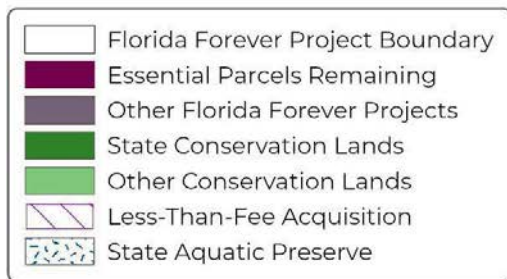 Florida Forever Project Boundary
Essential Parcels Remaining
Other Florida Forever Projects
State Conservation Lands
Other Conservation Lands
Less-Than-Fee Acquisition
State Aquatic Preserve